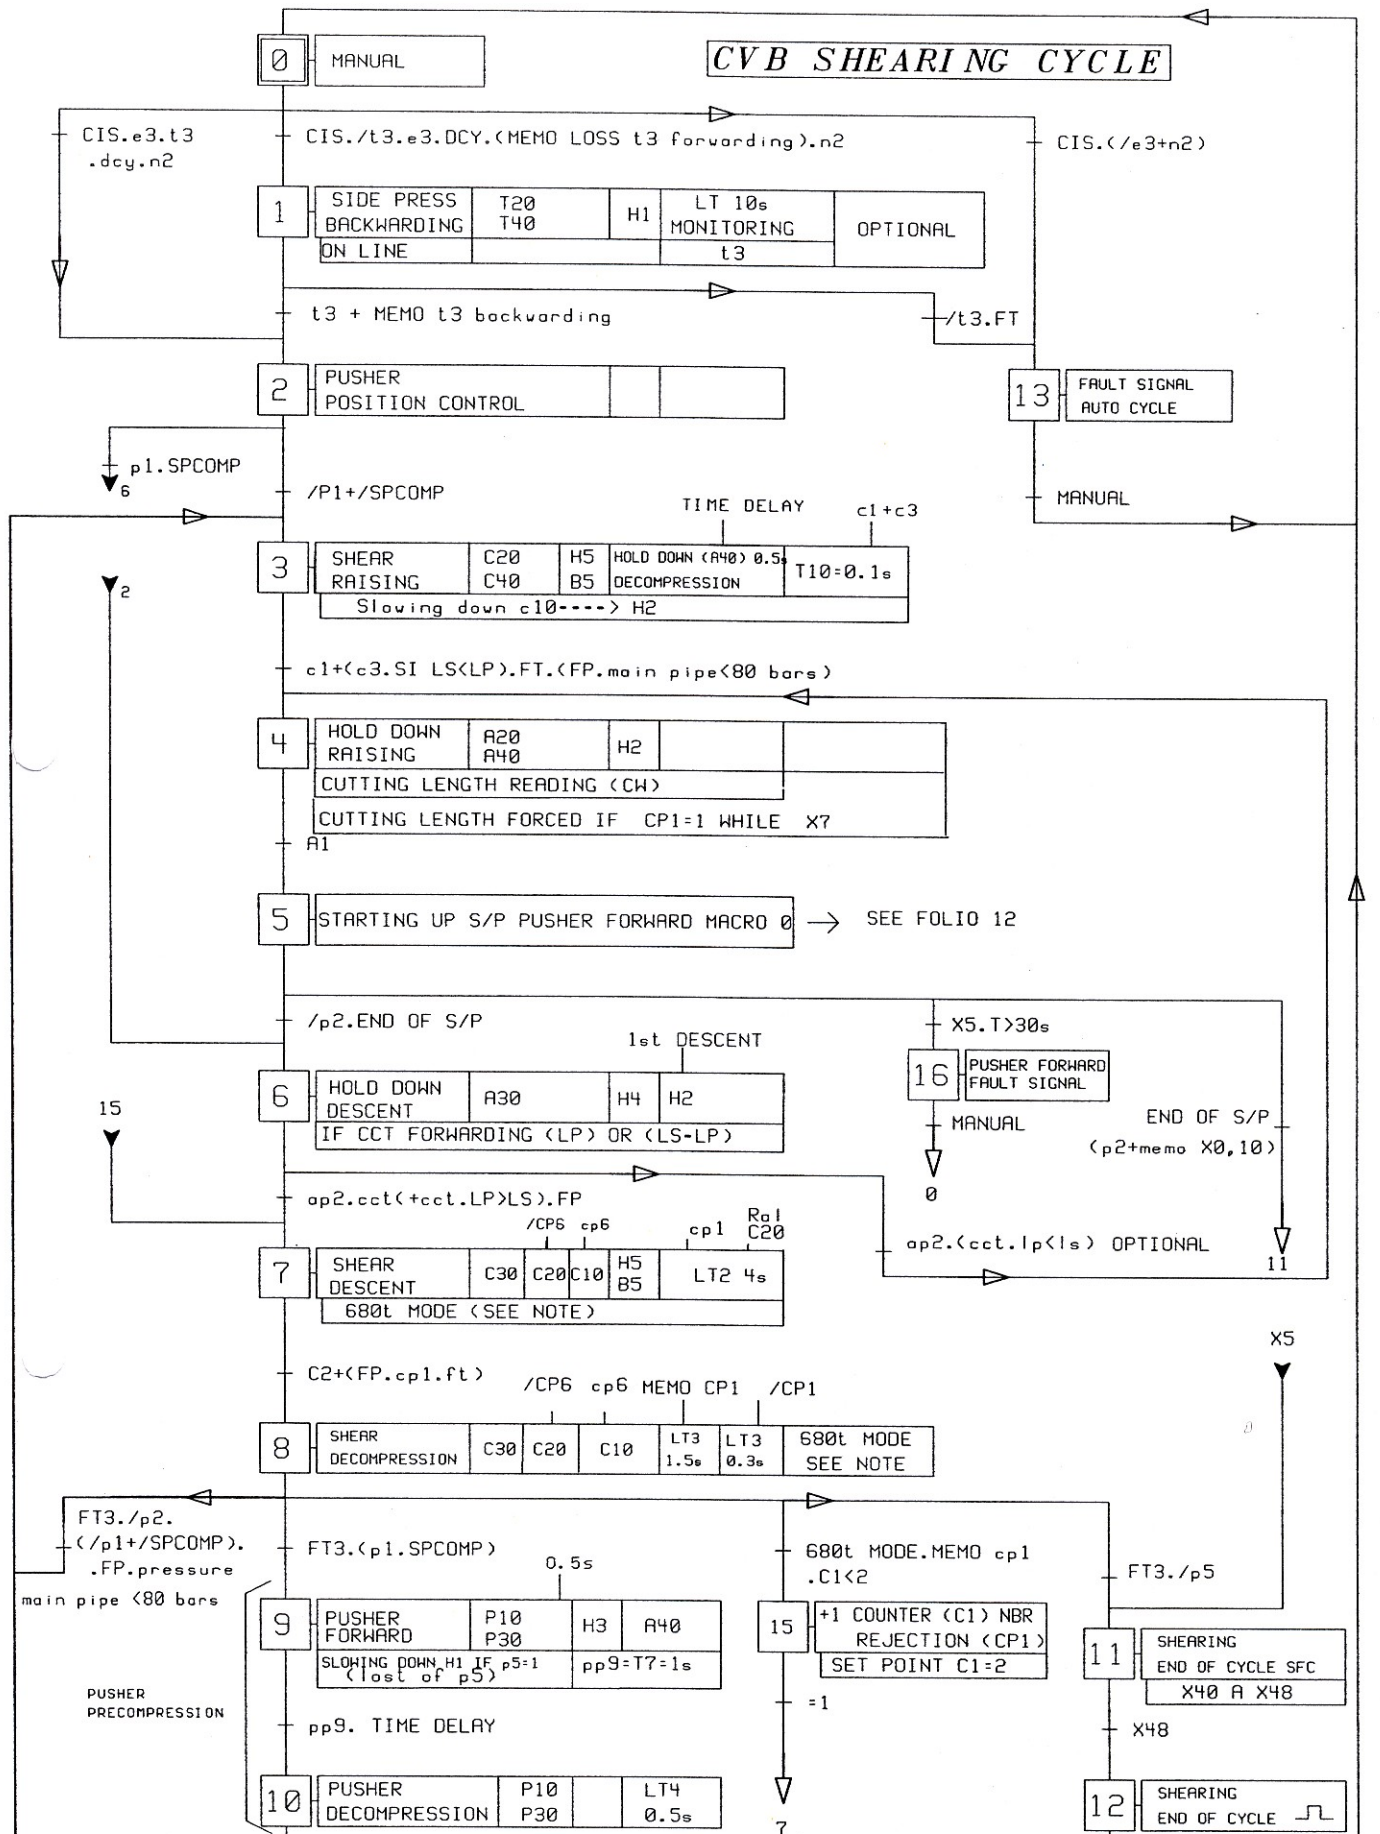 0
MANUAL
CVB SHEARING CYCLE
CIS.e3.t3
.dcy.n2
CIS./t3.e3.DCY.(MEMO LOSS t3 forwarding).n2
CIS.(/e3+n2)
1
SIDE PRESS
BACKWARDING
T20
T40
H1
LT 10s
MONITORING
OPTIONAL
ON LINE
t3
t3 + MEMO t3 backwarding
/t3.FT
2
PUSHER
POSITION CONTROL
13
FAULT SIGNAL
AUTO CYCLE
p1.SPCOMP
6
/P1+/SPCOMP
MANUAL
TIME DELAY
c1+c3
3
SHEAR
RAISING
C20
C40
H5
B5
HOLD DOWN (A40) 0.5s
DECOMPRESSION
T10=0.1s
Slowing down c10----> H2
2
c1+(c3.SI LS<LP).FT.(FP.main pipe<80 bars)
4
HOLD DOWN
RAISING
A20
A40
H2
CUTTING LENGTH READING (CW)
CUTTING LENGTH FORCED IF CP1=1 WHILE X7
A1
5
STARTING UP S/P PUSHER FORWARD MACRO 0
SEE FOLIO 12
/p2.END OF S/P
X5.T>30s
1st DESCENT
6
HOLD DOWN
DESCENT
A30
H4
H2
IF CCT FORWARDING (LP) OR (LS-LP)
16
PUSHER FORWARD
FAULT SIGNAL
MANUAL
0
END OF S/P
(p2+memo X0,10)
11
15
ap2.cct(+cct.LP>LS).FP
ap2.(cct.lp<ls) OPTIONAL
/CP6
cp6
cp1
Ral
C20
7
SHEAR
DESCENT
C30
C20
C10
H5
B5
LT2 4s
680t MODE (SEE NOTE)
X5
C2+(FP.cp1.ft)
/CP6
cp6
MEMO CP1
/CP1
8
SHEAR
DECOMPRESSION
C30
C20
C10
LT3
1.5s
LT3
0.3s
680t MODE
SEE NOTE
FT3./p2.
(/p1+/SPCOMP).
.FP.pressure
main pipe <80 bars
FT3.(p1.SPCOMP)
0.5s
680t MODE.MEMO cp1
.C1<2
FT3./p5
9
PUSHER
FORWARD
P10
P30
H3
A40
SLOWING DOWN H1 IF p5=1
(lost of p5)
pp9=T7=1s
15
+1 COUNTER (C1) NBR
REJECTION (CP1)
SET POINT C1=2
11
SHEARING
END OF CYCLE SFC
X40 A X48
PUSHER
PRECOMPRESSION
pp9. TIME DELAY
=1
X48
10
PUSHER
DECOMPRESSION
P10
P30
LT4
0.5s
7
12
SHEARING
END OF CYCLE